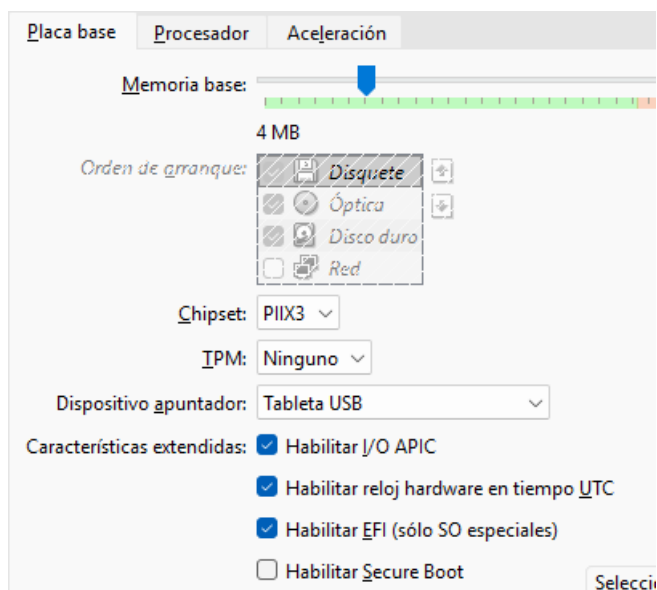 Placa base Procesador Aceleración
Memoria base:
4 MB
Orden de arranque: Disquete
Óptica
Disco duro
Red
Chipset: PIIX3
TPM: Ninguno
Dispositivo apuntador: Tableta USB
Características extendidas: Habilitar I/O APIC
Habilitar reloj hardware en tiempo UTC
Habilitar EFI (sólo SO especiales)
Habilitar Secure Boot